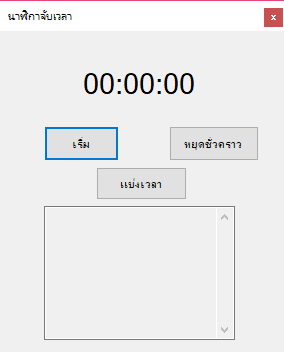 นาฬิกาจับเวลา
00:00:00
เริ่ม
หยุดชั่วคราว
แบ่งเวลา